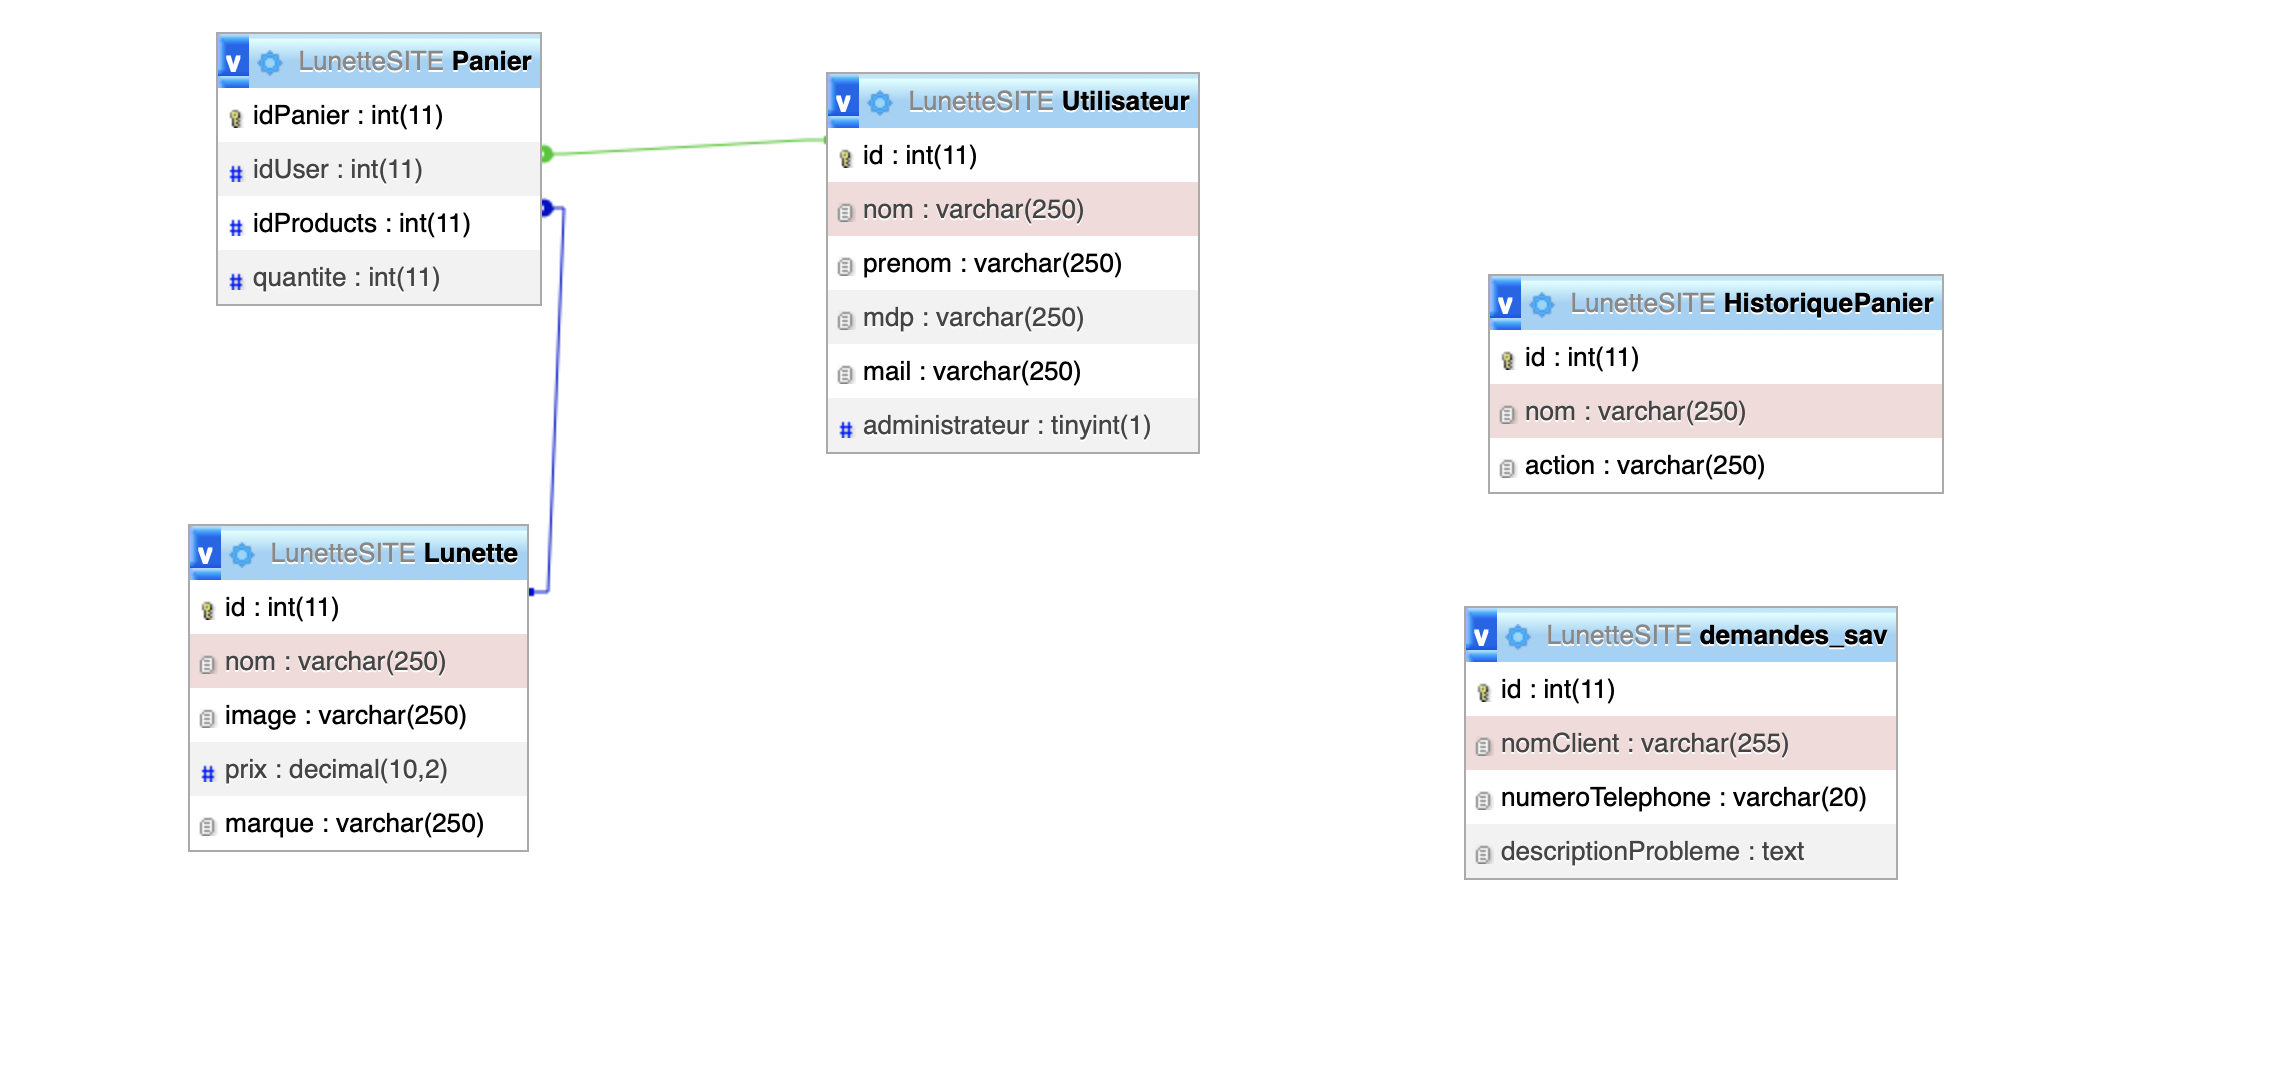 v LunetteSITE Panier
idPanier : int(11)
# idUser : int(11)
# idProducts : int(11)
# quantite : int(11)
v LunetteSITE Utilisateur
id : int(11)
nom : varchar(250)
prenom : varchar(250)
mdp : varchar(250)
mail : varchar(250)
# administrateur : tinyint(1)
v LunetteSITE HistoriquePanier
id : int(11)
nom : varchar(250)
action : varchar(250)
v LunetteSITE Lunette
id : int(11)
nom : varchar(250)
image : varchar(250)
# prix : decimal(10,2)
marque : varchar(250)
v LunetteSITE demandes_sav
id : int(11)
nomClient : varchar(255)
numeroTelephone : varchar(20)
descriptionProbleme : text